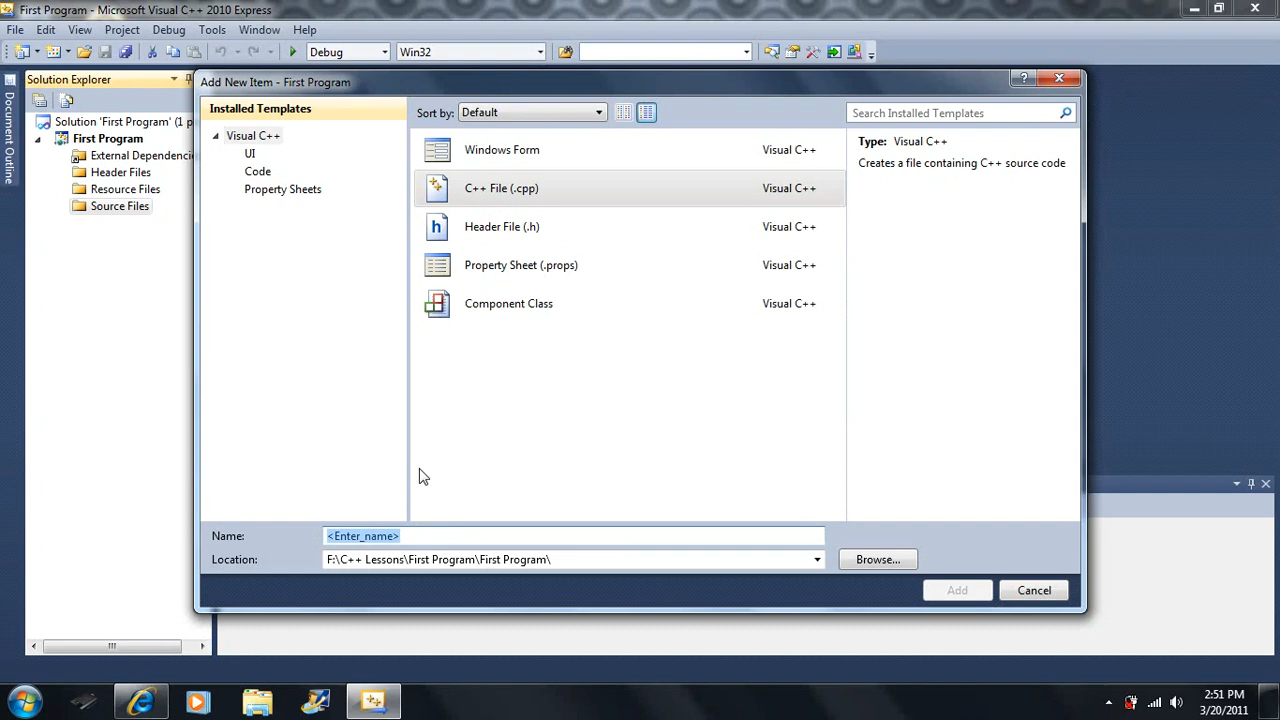 First Program - Microsoft Visual C++ 2010 Express
File Edit View Project Debug Tools Window Help
Debug Win32
Document Outline
Solution Explorer
Solution 'First Program' (1 p
First Program
External Dependenci
Header Files
Resource Files
Source Files
Add New Item - First Program
Installed Templates
Visual C++
UI
Code
Property Sheets
Sort by: Default
Search Installed Templates
Windows Form Visual C++
C++ File (.cpp) Visual C++
Header File (.h) Visual C++
Property Sheet (.props) Visual C++
Component Class Visual C++
Type: Visual C++
Creates a file containing C++ source code
Name: <Enter_name>
Location: F:\C++ Lessons\First Program\First Program\
Browse...
Add Cancel
2:51 PM
3/20/2011